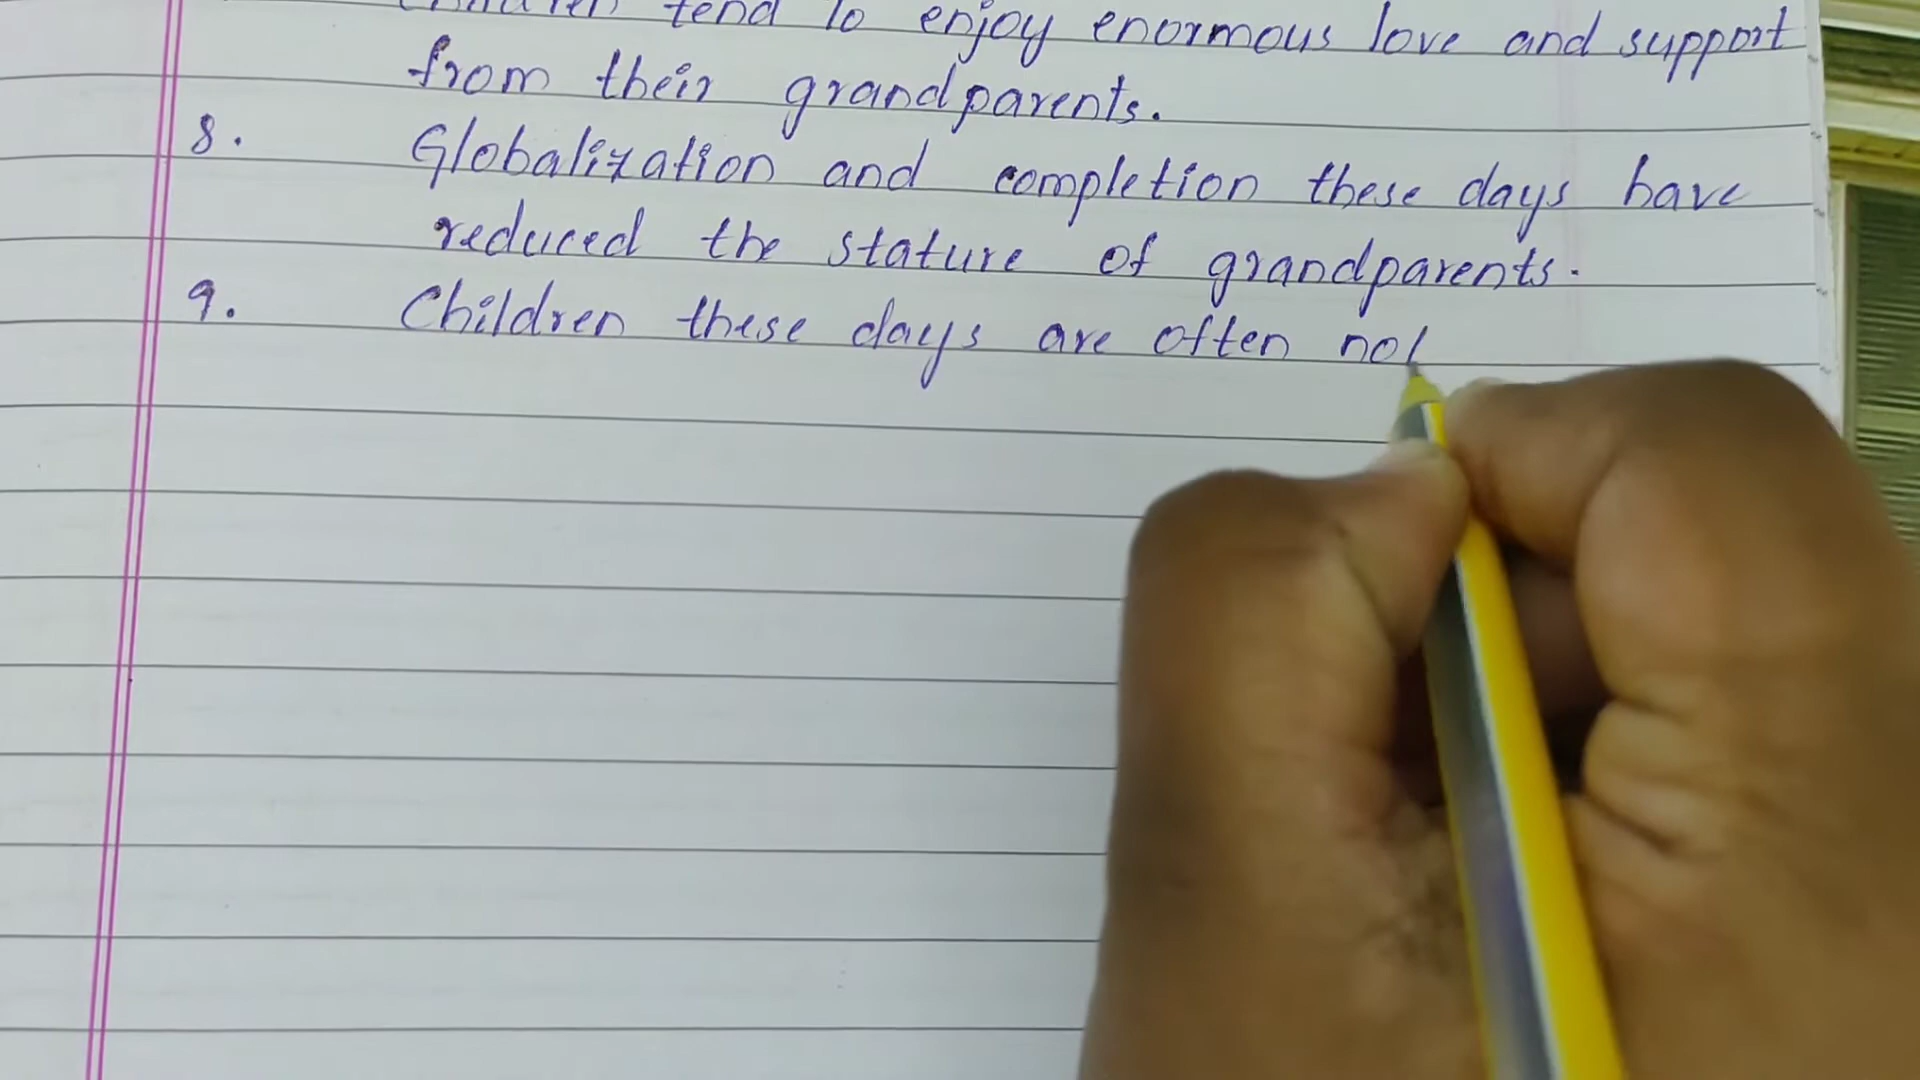 Children tend to enjoy enormous love and support
from their grandparents.
8. Globalization and completion these days have
reduced the stature of grandparents.
9. Children these days are often not